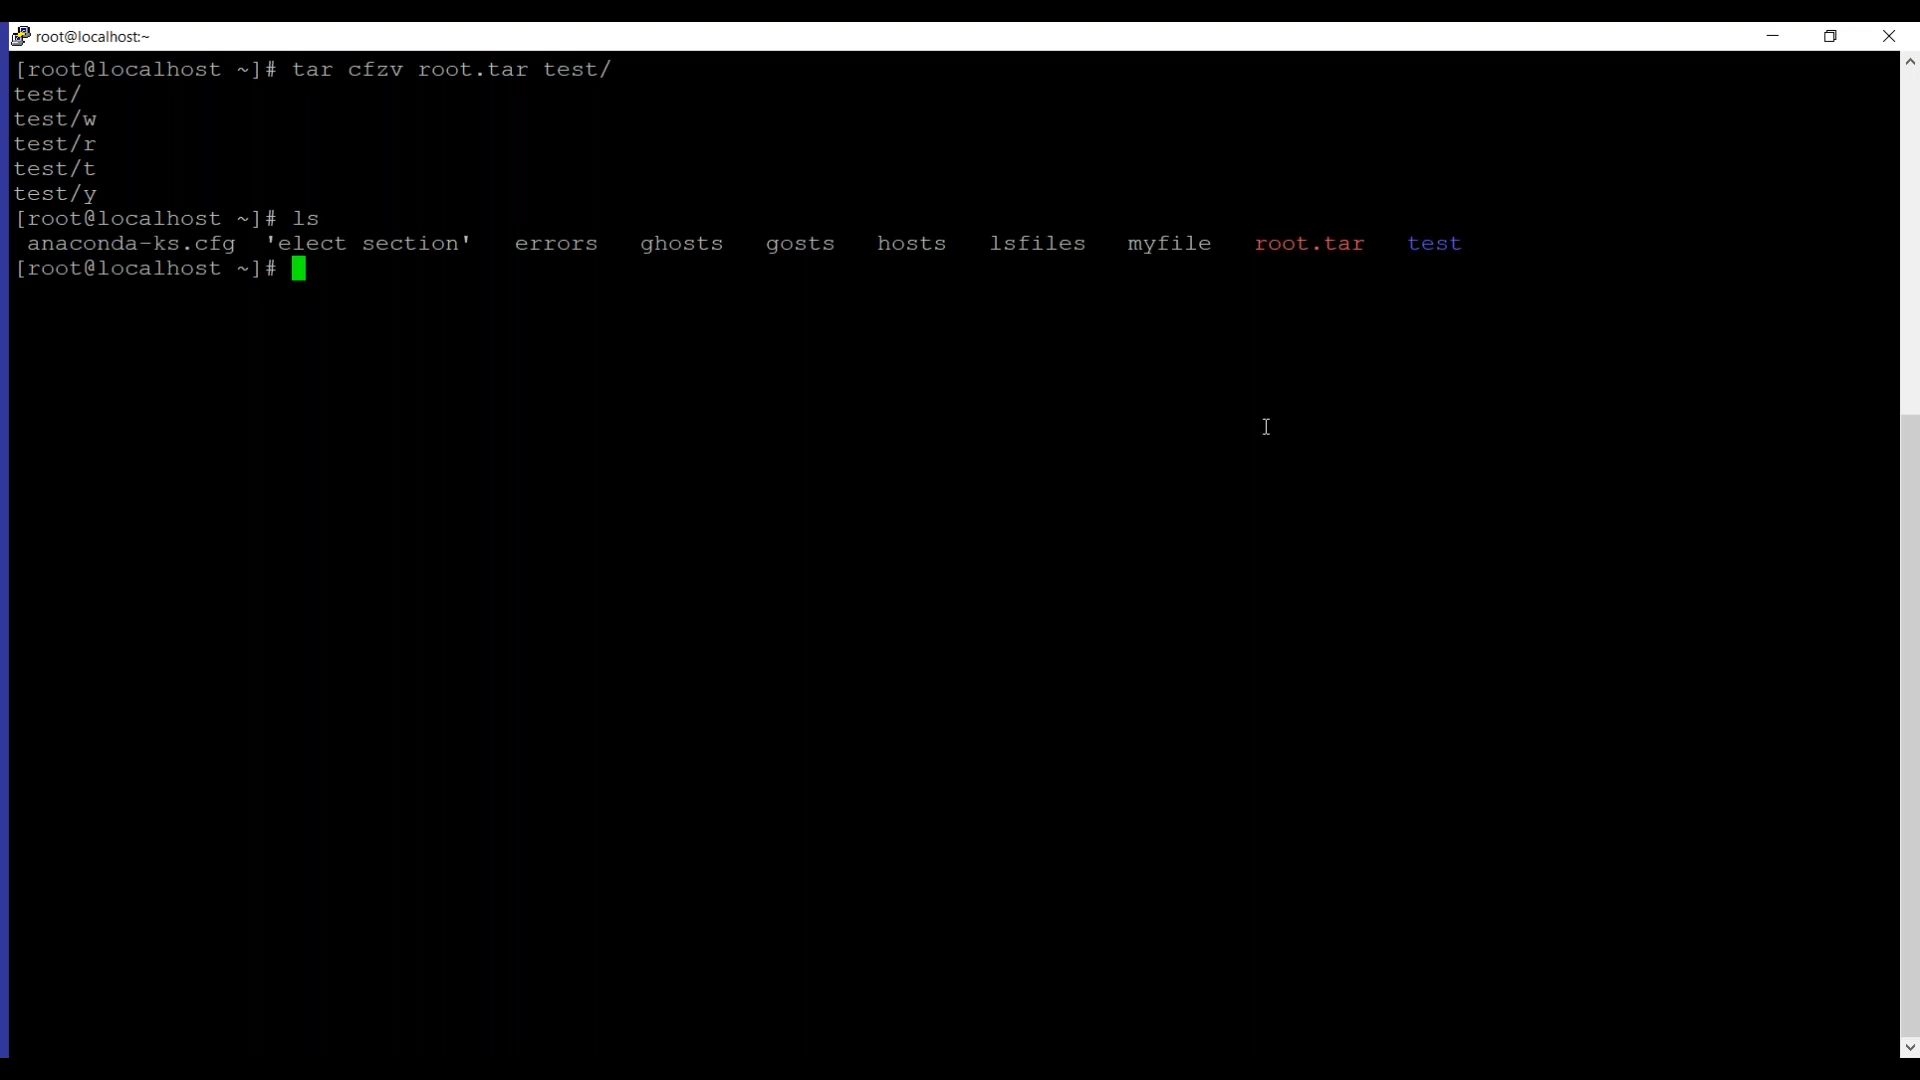 root@localhost:~
[root@localhost ~]# tar cfzv root.tar test/
test/
test/w
test/r
test/t
test/y
[root@localhost ~]# ls
anaconda-ks.cfg 'elect section' errors ghosts gosts hosts lsfiles myfile root.tar test
[root@localhost ~]#